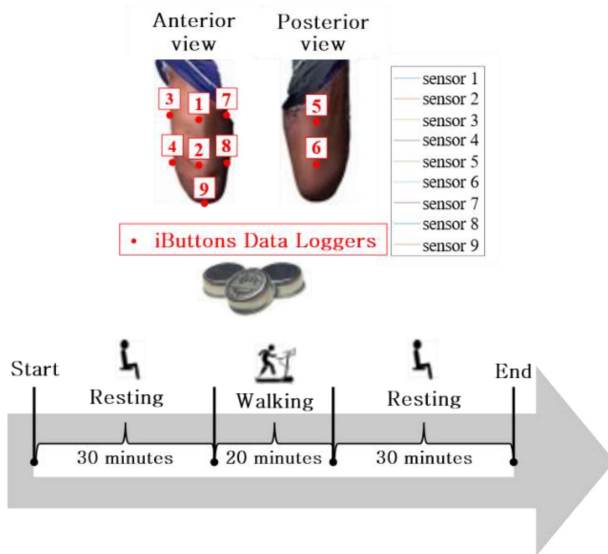 Anterior view
Posterior view
3
1
7
4
2
8
9
5
6
sensor 1
sensor 2
sensor 3
sensor 4
sensor 5
sensor 6
sensor 7
sensor 8
sensor 9
• iButtons Data Loggers
Start
Resting
Walking
Resting
End
30 minutes
20 minutes
30 minutes